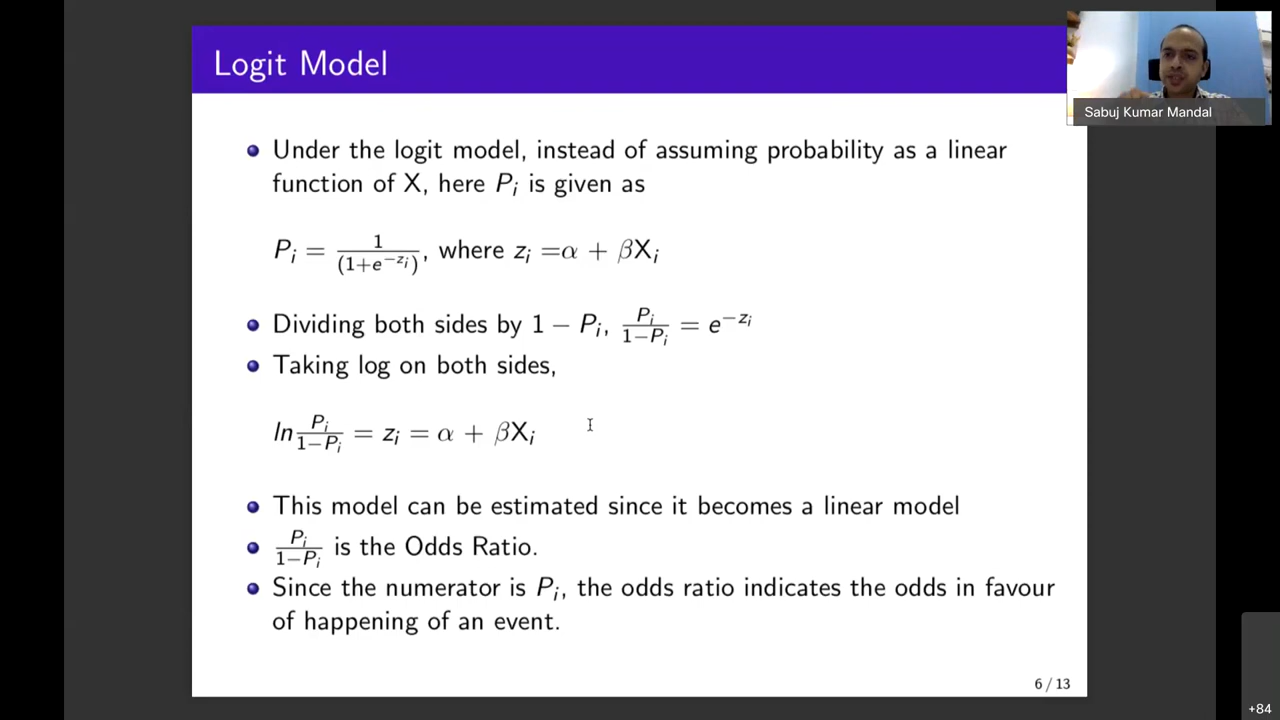 Logit Model
Sabuj Kumar Mandal
Under the logit model, instead of assuming probability as a linear
function of X, here P_i is given as
P_i = \frac{1}{(1+e^{-z_i})}, where z_i =α + βX_i
Dividing both sides by 1 − P_i, \frac{P_i}{1−P_i} = e^{−z_i}
Taking log on both sides,
ln\frac{P_i}{1−P_i} = z_i = α + βX_i
This model can be estimated since it becomes a linear model
\frac{P_i}{1−P_i} is the Odds Ratio.
Since the numerator is P_i, the odds ratio indicates the odds in favour
of happening of an event.
6 / 13
+84